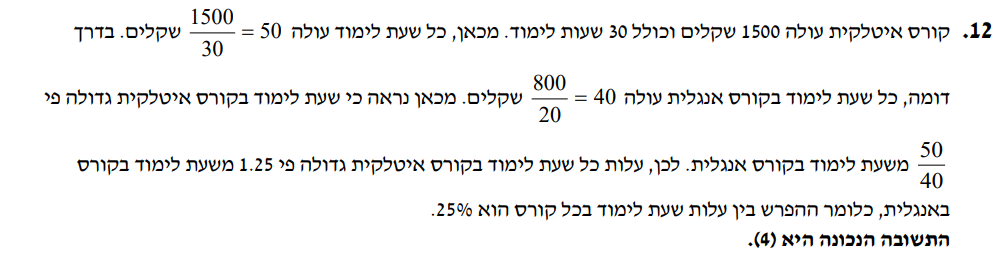 12. קורס איטלקית עולה 1500 שקלים וכולל 30 שעות לימוד. מכאן, כל שעת לימוד עולה 1500/30 = 50 שקלים. בדרך
דומה, כל שעת לימוד בקורס אנגלית עולה 800/20 = 40 שקלים. מכאן נראה כי שעת לימוד בקורס איטלקית גדולה פי
50/40 משעת לימוד בקורס אנגלית. לכן, עלות כל שעת לימוד בקורס איטלקית גדולה פי 1.25 משעת לימוד בקורס
באנגלית, כלומר ההפרש בין עלות שעת לימוד בכל קורס הוא 25%.
התשובה הנכונה היא (4).